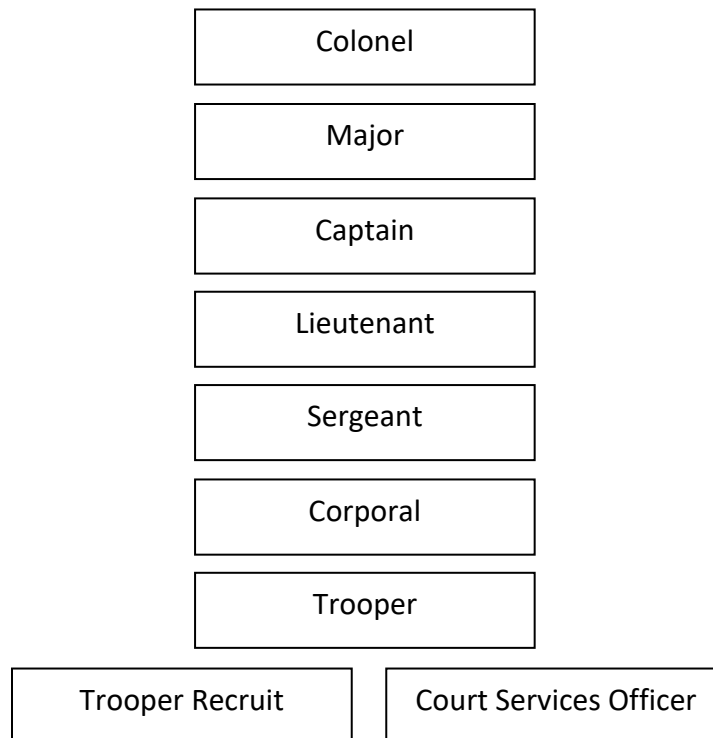 Colonel
Major
Captain
Lieutenant
Sergeant
Corporal
Trooper
Trooper Recruit
Court Services Officer